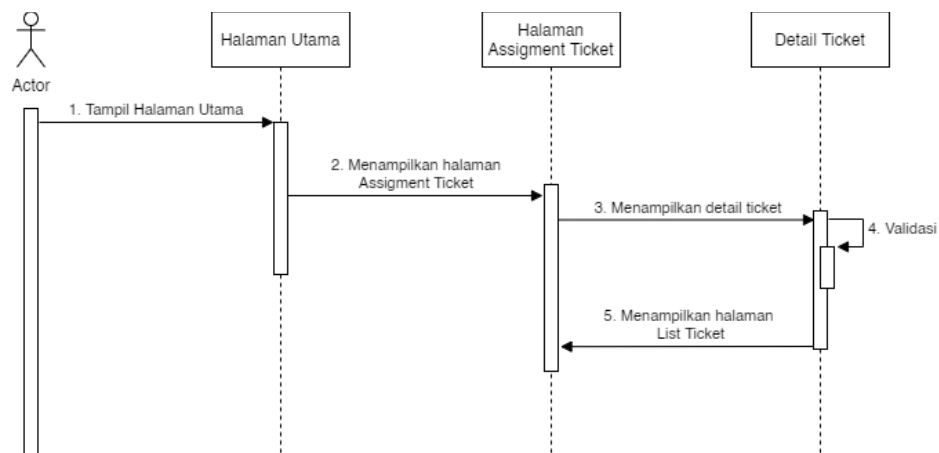 Halaman Utama
Halaman
Assigment Ticket
Detail Ticket
Actor
1. Tampil Halaman Utama
2. Menampilkan halaman
Assigment Ticket
3. Menampilkan detail ticket
4. Validasi
5. Menampilkan halaman
List Ticket